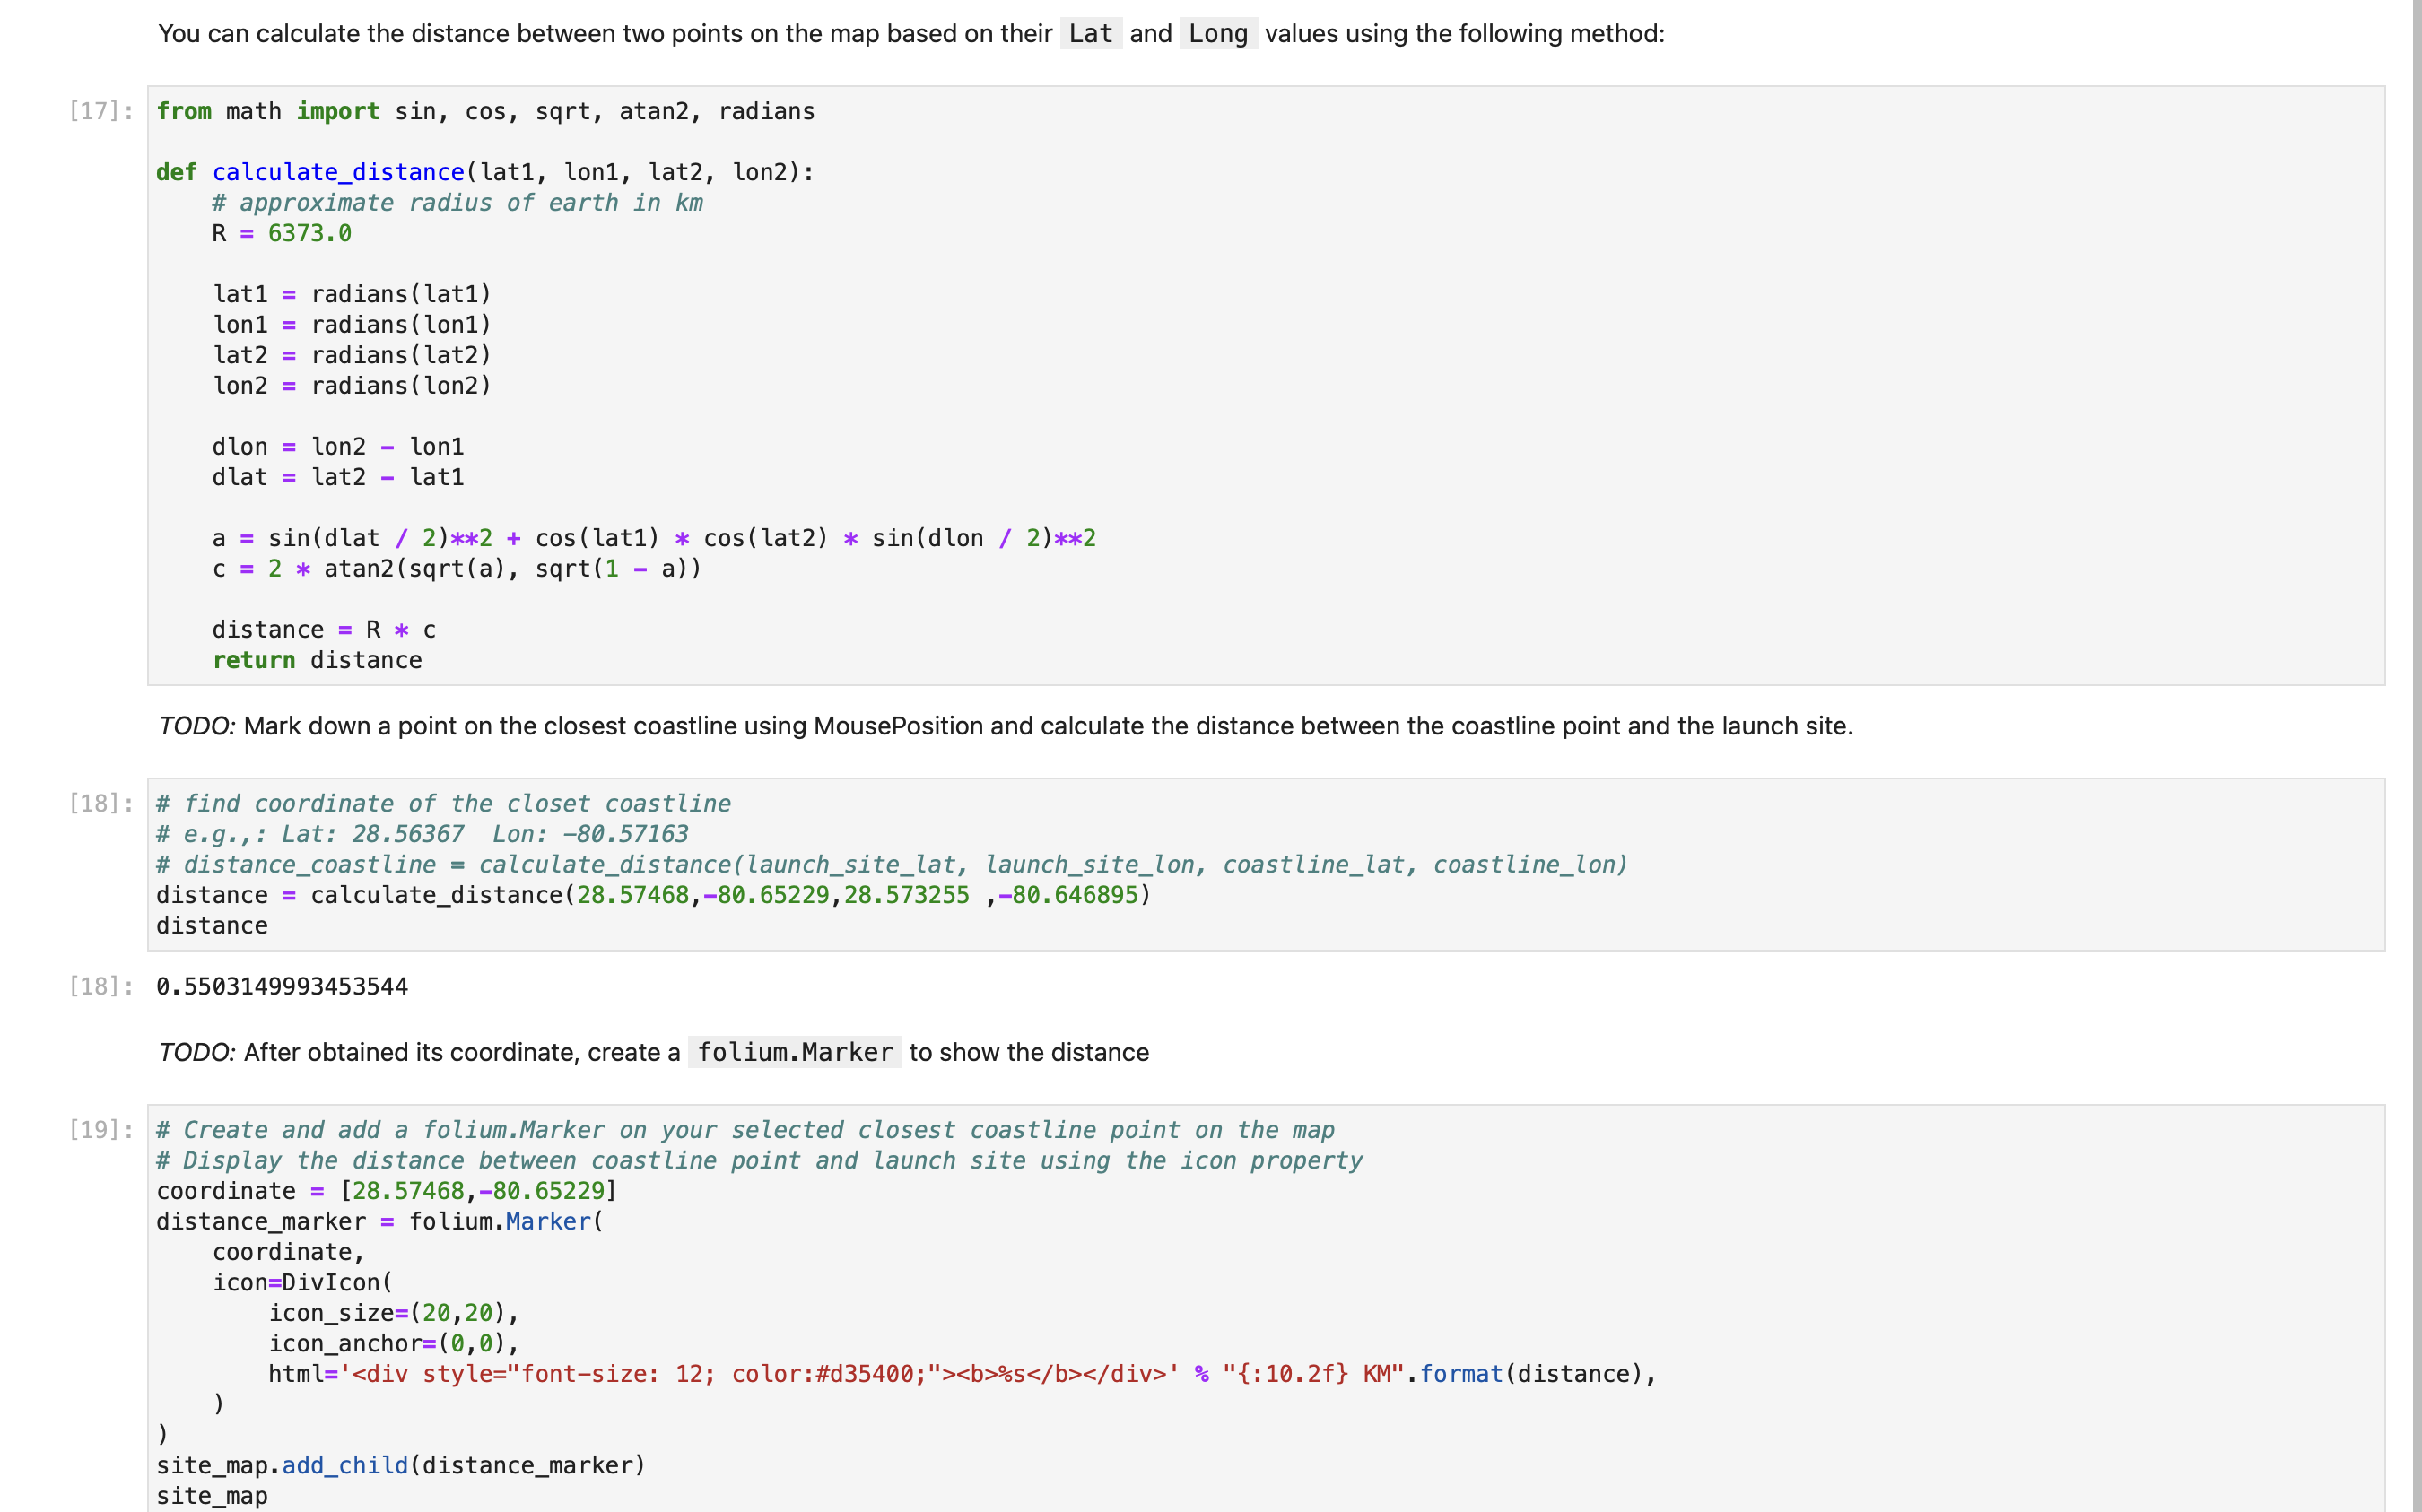 You can calculate the distance between two points on the map based on their Lat and Long values using the following method:
[17]: from math import sin, cos, sqrt, atan2, radians
def calculate_distance(lat1, lon1, lat2, lon2):
    # approximate radius of earth in km
    R = 6373.0
    lat1 = radians(lat1)
    lon1 = radians(lon1)
    lat2 = radians(lat2)
    lon2 = radians(lon2)
    dlon = lon2 - lon1
    dlat = lat2 - lat1
    a = sin(dlat / 2)**2 + cos(lat1) * cos(lat2) * sin(dlon / 2)**2
    c = 2 * atan2(sqrt(a), sqrt(1 - a))
    distance = R * c
    return distance
TODO: Mark down a point on the closest coastline using MousePosition and calculate the distance between the coastline point and the launch site.
[18]: # find coordinate of the closet coastline
# e.g.,: Lat: 28.56367  Lon: -80.57163
# distance_coastline = calculate_distance(launch_site_lat, launch_site_lon, coastline_lat, coastline_lon)
distance = calculate_distance(28.57468,-80.65229,28.573255 ,-80.646895)
distance
[18]: 0.5503149993453544
TODO: After obtained its coordinate, create a folium.Marker to show the distance
[19]: # Create and add a folium.Marker on your selected closest coastline point on the map
# Display the distance between coastline point and launch site using the icon property
coordinate = [28.57468,-80.65229]
distance_marker = folium.Marker(
    coordinate,
    icon=DivIcon(
        icon_size=(20,20),
        icon_anchor=(0,0),
        html='<div style="font-size: 12; color:#d35400;"><b>%s</b></div>' % "{:10.2f} KM".format(distance),
    )
)
site_map.add_child(distance_marker)
site_map